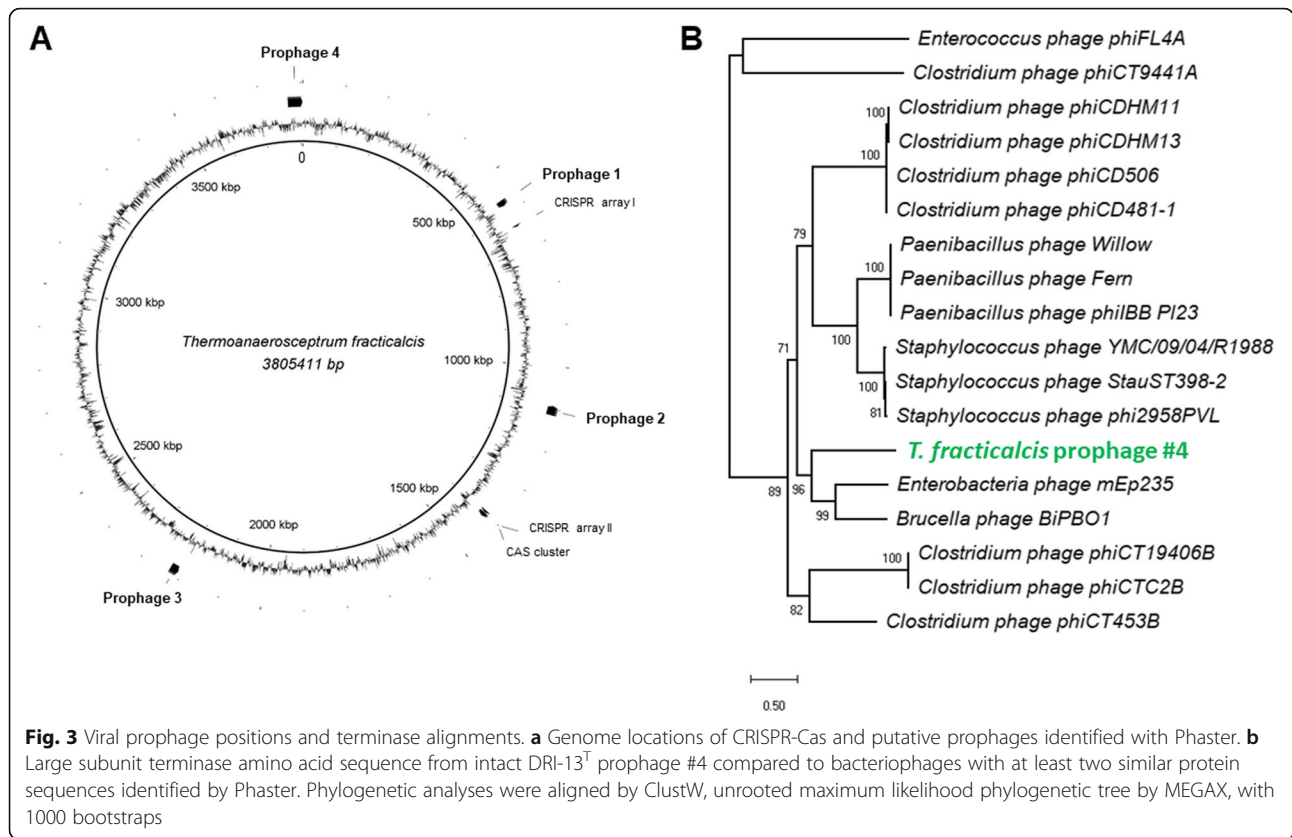 A
Prophage 4
0
3500 kbp
Prophage 1
CRISPR array I
500 kbp
3000 kbp
Thermoanaerosceptrum fracticalcis
3805411 bp
1000 kbp
Prophage 2
2500 kbp
1500 kbp
2000 kbp
CRISPR array II
CAS cluster
Prophage 3
B
Enterococcus phage phiFL4A
Clostridium phage phiCT9441A
100
Clostridium phage phiCDHM11
Clostridium phage phiCDHM13
100
Clostridium phage phiCD506
Clostridium phage phiCD481-1
79
Paenibacillus phage Willow
100
Paenibacillus phage Fern
Paenibacillus phage phiIBB Pl23
100
Staphylococcus phage YMC/09/04/R1988
71
100
Staphylococcus phage StauST398-2
81
Staphylococcus phage phi2958PVL
T. fracticalcis prophage #4
89
96
Enterobacteria phage mEp235
99
Brucella phage BiPBO1
100
Clostridium phage phiCT19406B
Clostridium phage phiCTC2B
82
Clostridium phage phiCT453B
0.50
Fig. 3 Viral prophage positions and terminase alignments. a Genome locations of CRISPR-Cas and putative prophages identified with Phaster. b
Large subunit terminase amino acid sequence from intact DRI-13ᵀ prophage #4 compared to bacteriophages with at least two similar protein
sequences identified by Phaster. Phylogenetic analyses were aligned by ClustW, unrooted maximum likelihood phylogenetic tree by MEGAX, with
1000 bootstraps